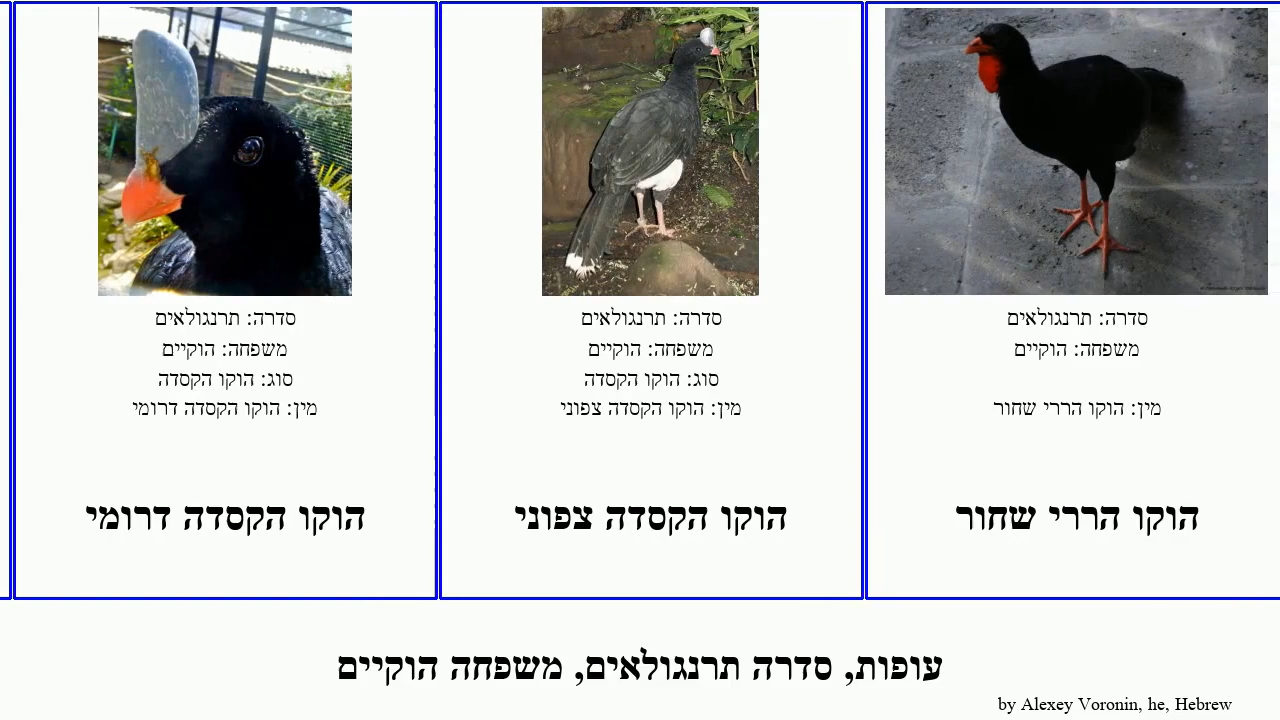 סדרה: תרנגולאים
משפחה: הוקיים
סוג: הוקו הקסדה
מין: הוקו הקסדה דרומי
הוקו הקסדה דרומי
סדרה: תרנגולאים
משפחה: הוקיים
סוג: הוקו הקסדה
מין: הוקו הקסדה צפוני
הוקו הקסדה צפוני
סדרה: תרנגולאים
משפחה: הוקיים
מין: הוקו הררי שחור
הוקו הררי שחור
עופות, סדרה תרנגולאים, משפחה הוקיים
by Alexey Voronin, he, Hebrew